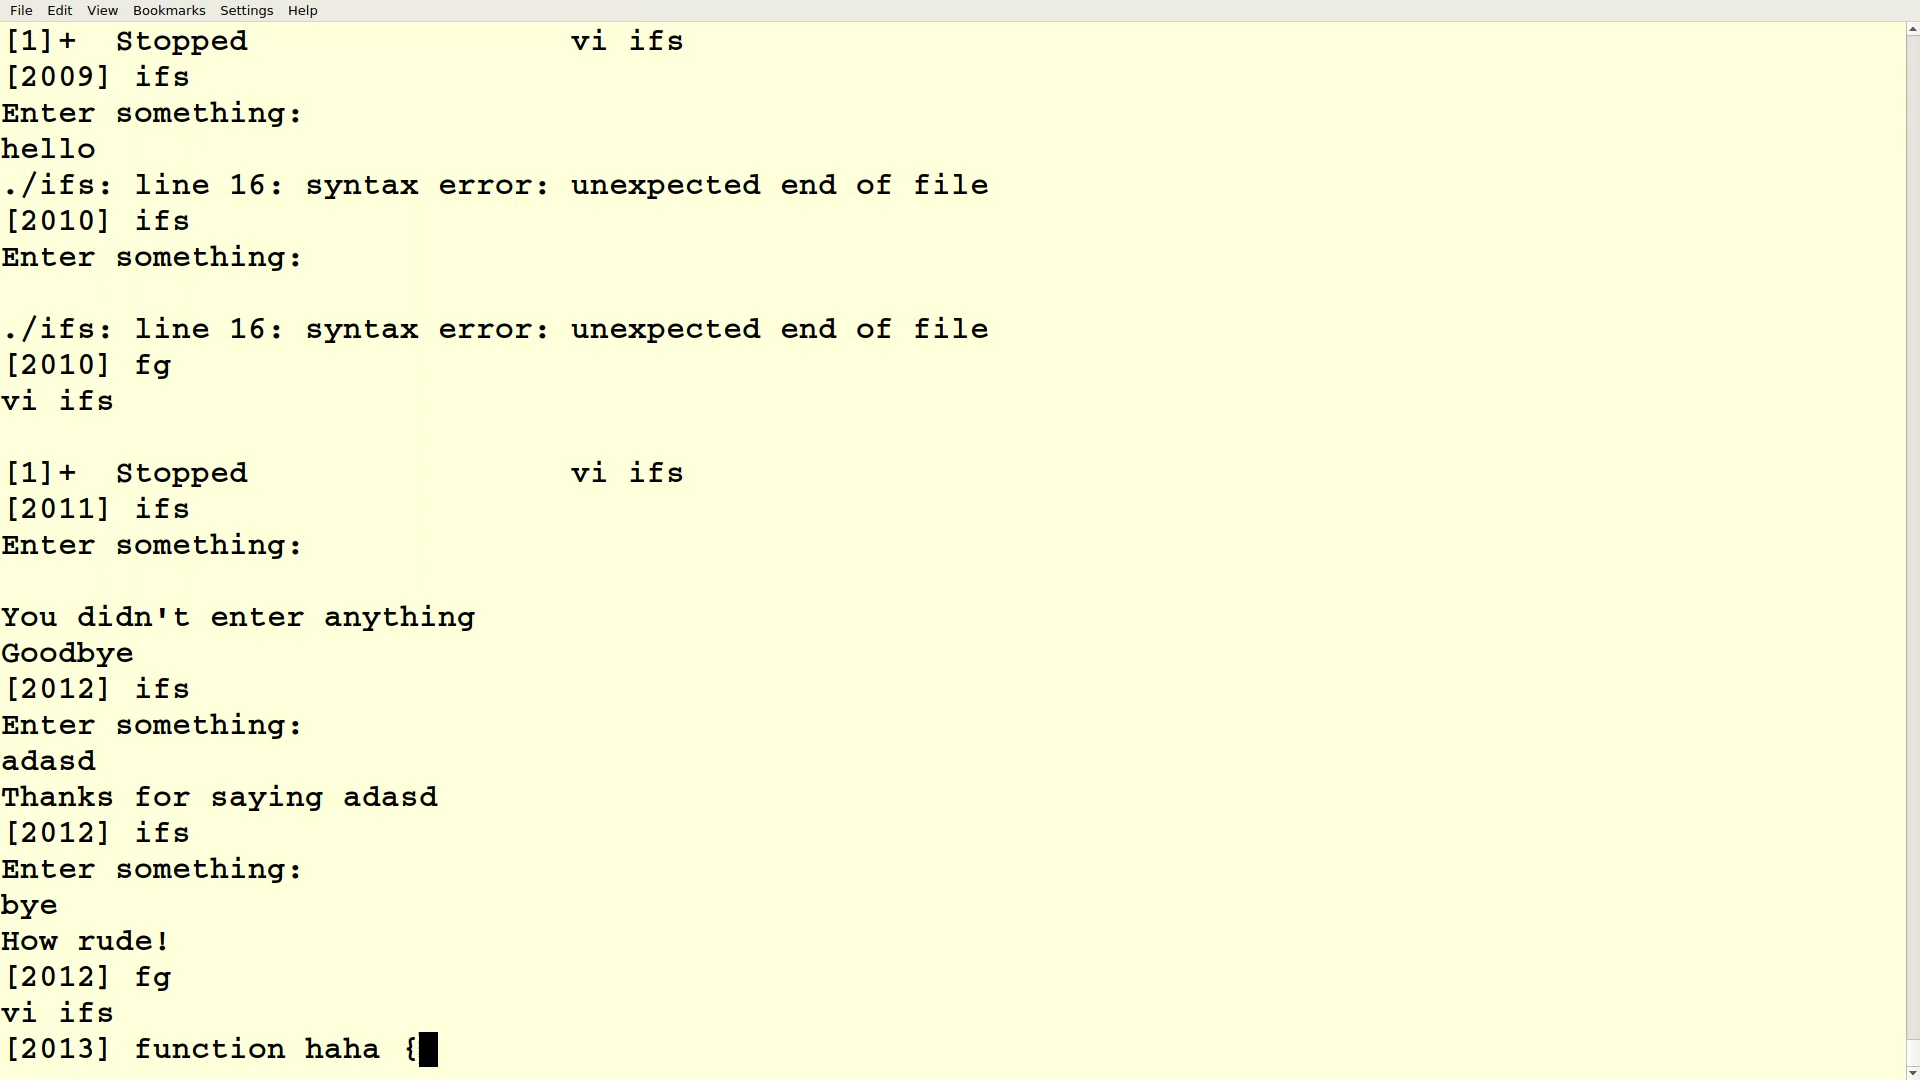 File Edit View Bookmarks Settings Help
[1]+  Stopped                 vi ifs
[2009] ifs
Enter something:
hello
./ifs: line 16: syntax error: unexpected end of file
[2010] ifs
Enter something:
./ifs: line 16: syntax error: unexpected end of file
[2010] fg
vi ifs
[1]+  Stopped                 vi ifs
[2011] ifs
Enter something:
You didn't enter anything
Goodbye
[2012] ifs
Enter something:
adasd
Thanks for saying adasd
[2012] ifs
Enter something:
bye
How rude!
[2012] fg
vi ifs
[2013] function haha {